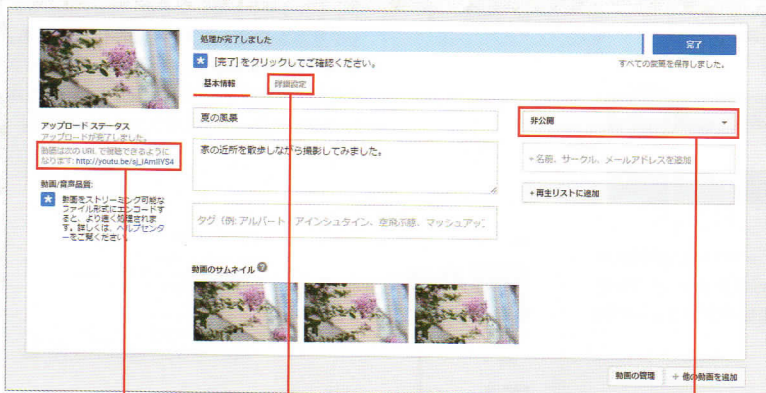 処理が完了しました
完了
[完了] をクリックしてご確認ください。
すべての変更を保存しました。
基本情報
詳細設定
アップロード ステータス
アップロードが完了しました。
動画は次の URL で視聴できるように
なります: http://youtu.be/
動画/音声品質:
動画をストリーミング可能な
ファイル形式にエンコードす
ると、より速く処理されま
す。詳しくは、ヘルプセンタ
ーをご覧ください。
夏の風景
家の近所を散歩しながら撮影してみました。
タグ (例: アルバート アインシュタイン、空飛ぶ豚、マッシュアップ
非公開
+ 名前、サークル、メールアドレスを追加
+ 再生リストに追加
動画のサムネイル ?
動画の管理
+ 他の動画を追加